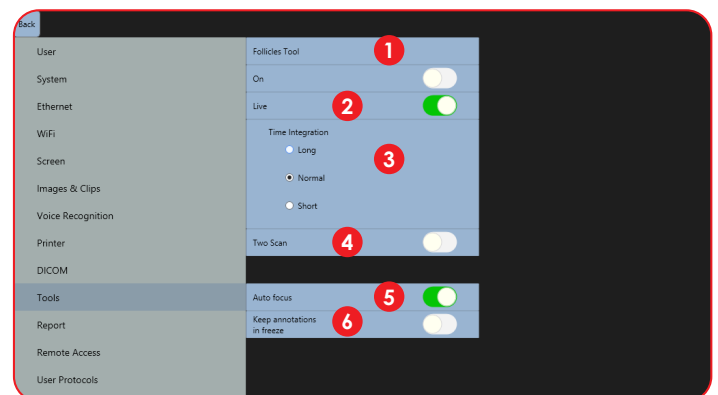 Back
User
System
Ethernet
WiFi
Screen
Images & Clips
Voice Recognition
Printer
DICOM
Tools
Report
Remote Access
User Protocols
Follicles Tool 1
On
Live 2
Time Integration
Long
3
Normal
Short
Two Scan 4
Auto focus 5
Keep annotations
in freeze 6